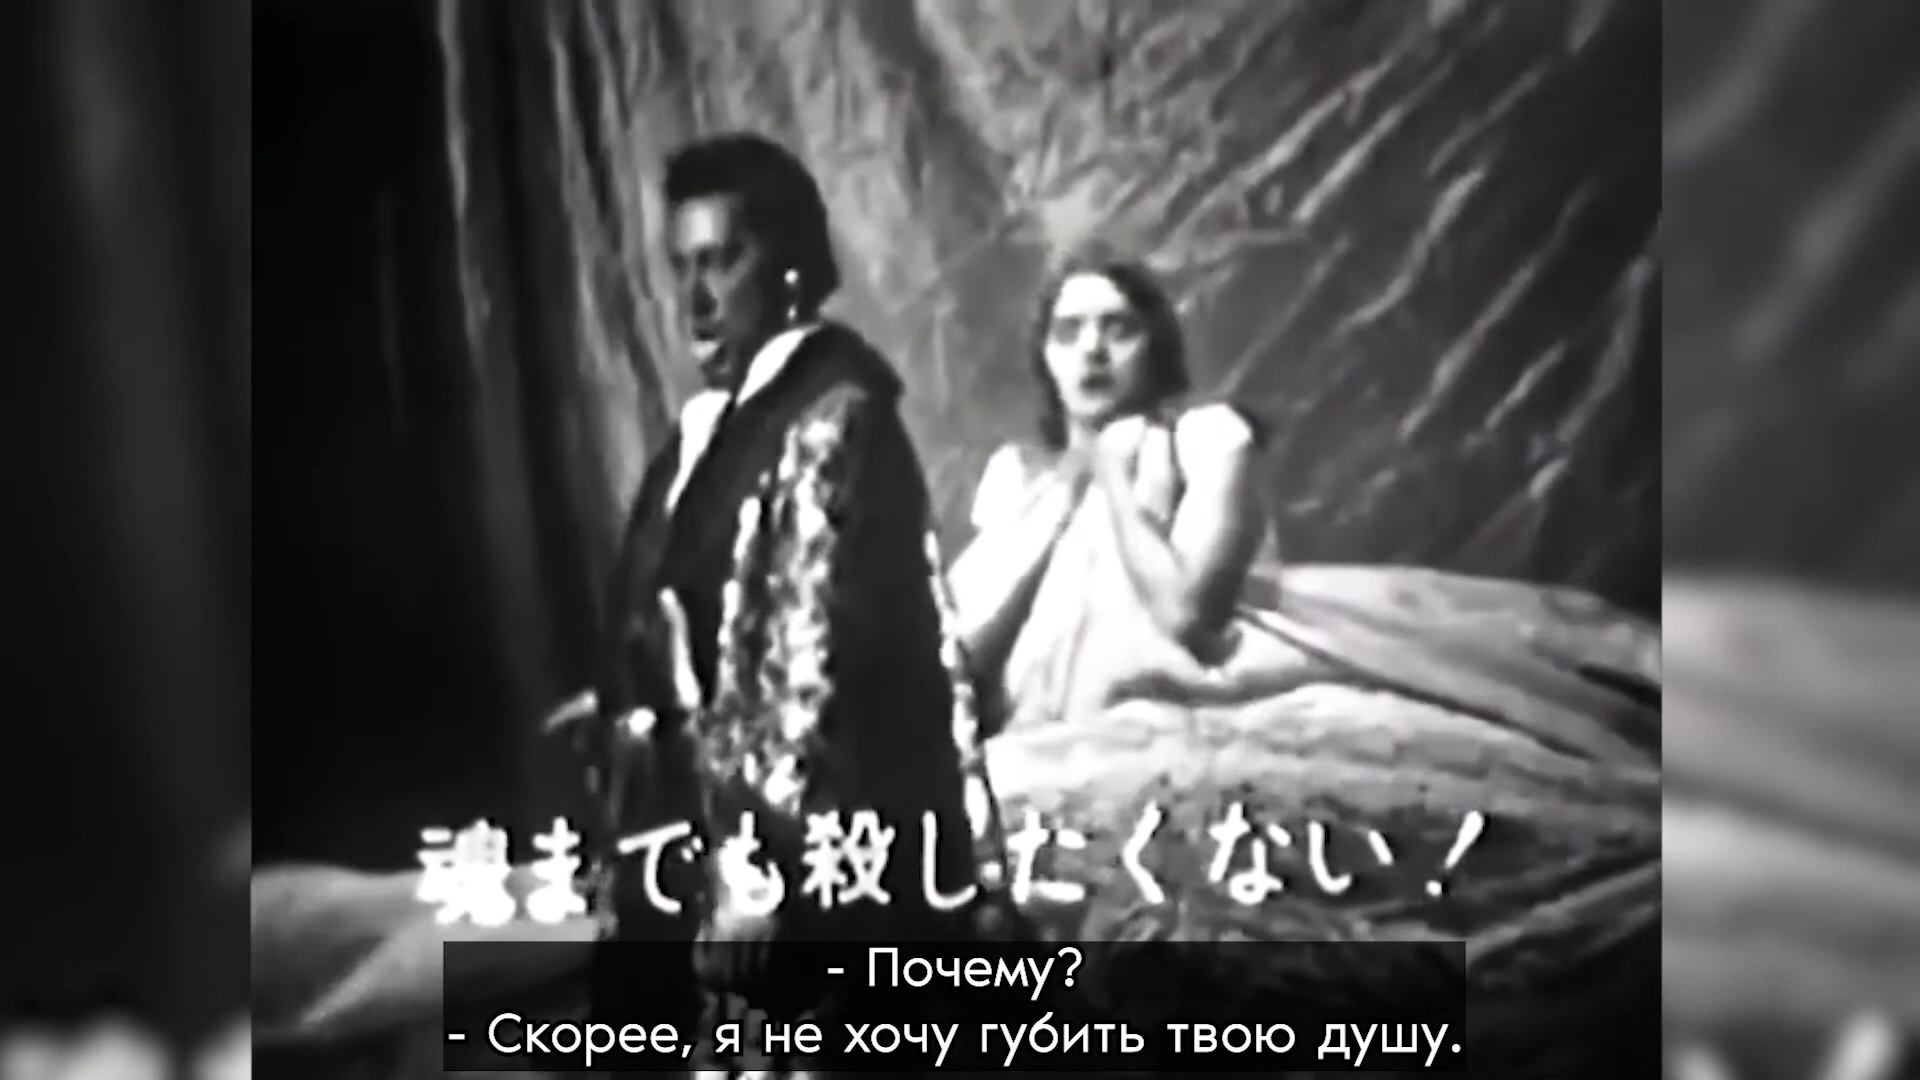 魂までも殺したくない!
- Почему?
- Скорее, я не хочу губить твою душу.